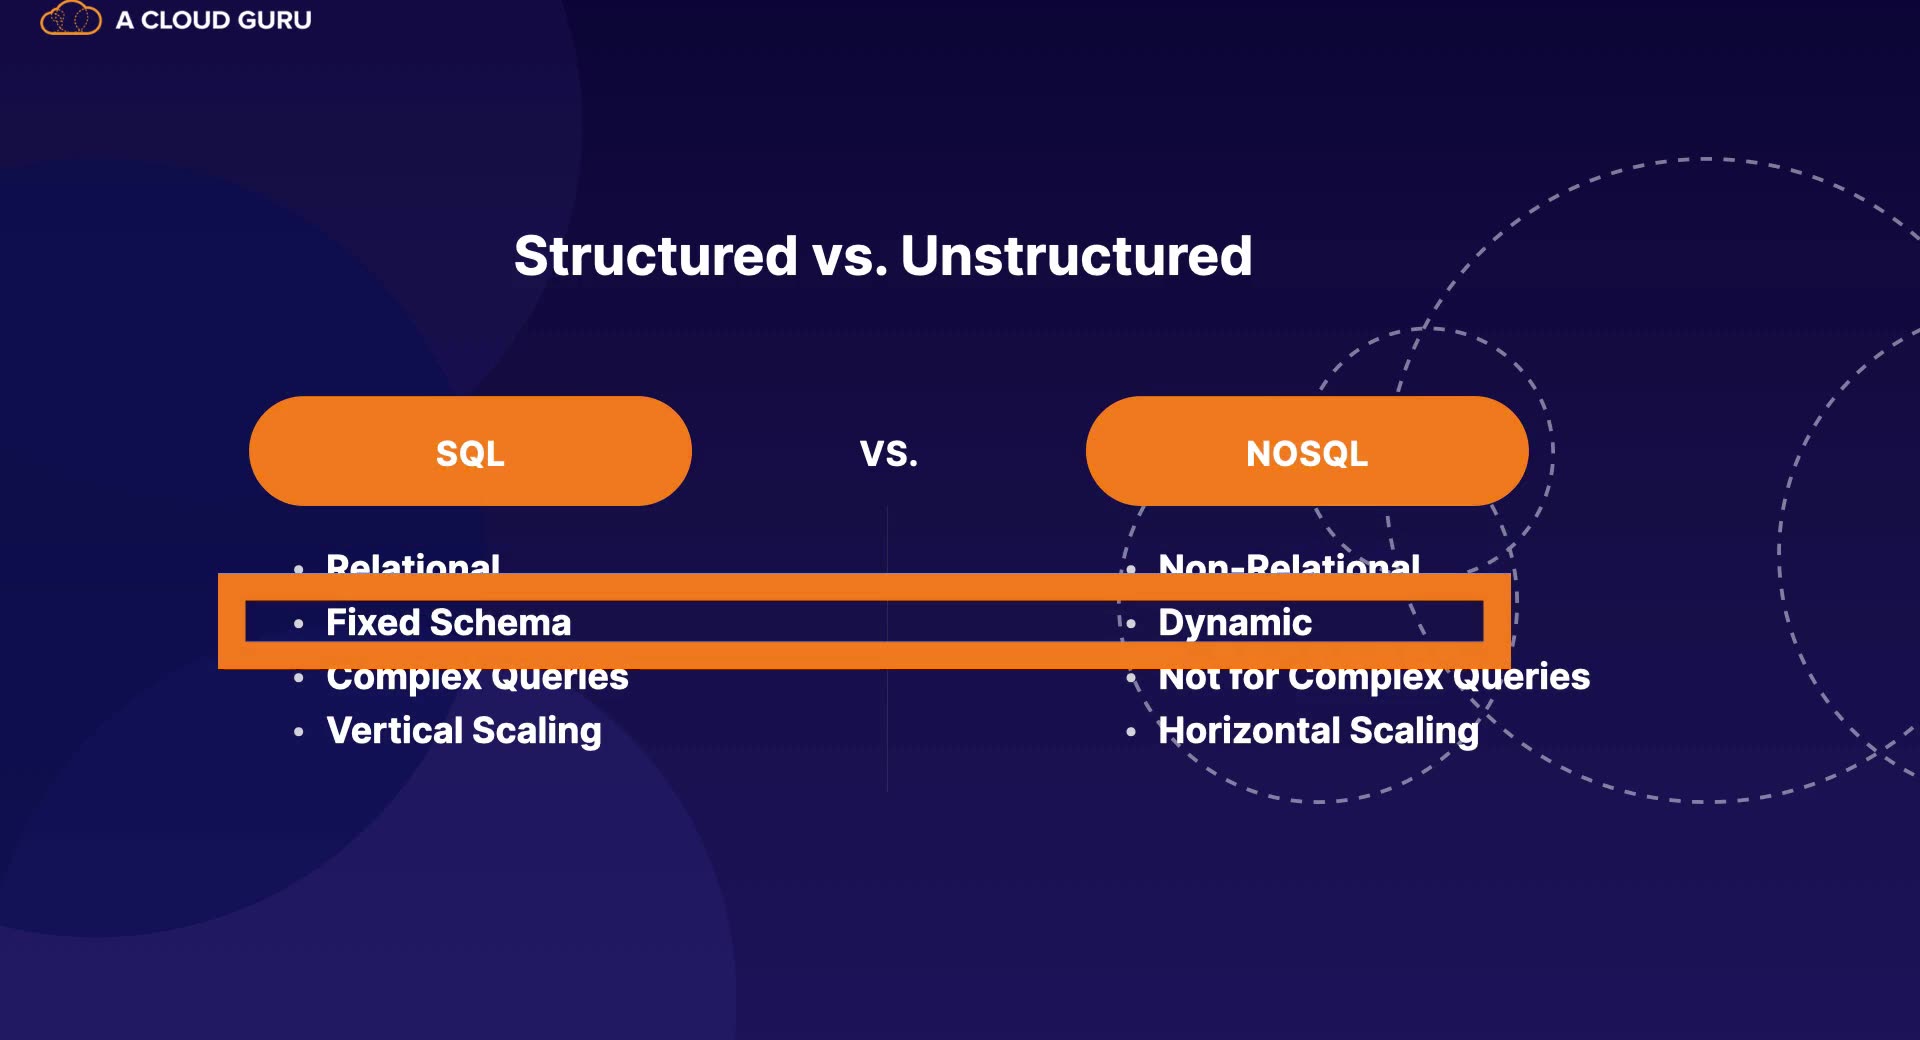 A CLOUD GURU
Structured vs. Unstructured
SQL
VS.
NOSQL
• Relational
• Fixed Schema
• Complex Queries
• Vertical Scaling
• Non-Relational
• Dynamic
• Not for Complex Queries
• Horizontal Scaling